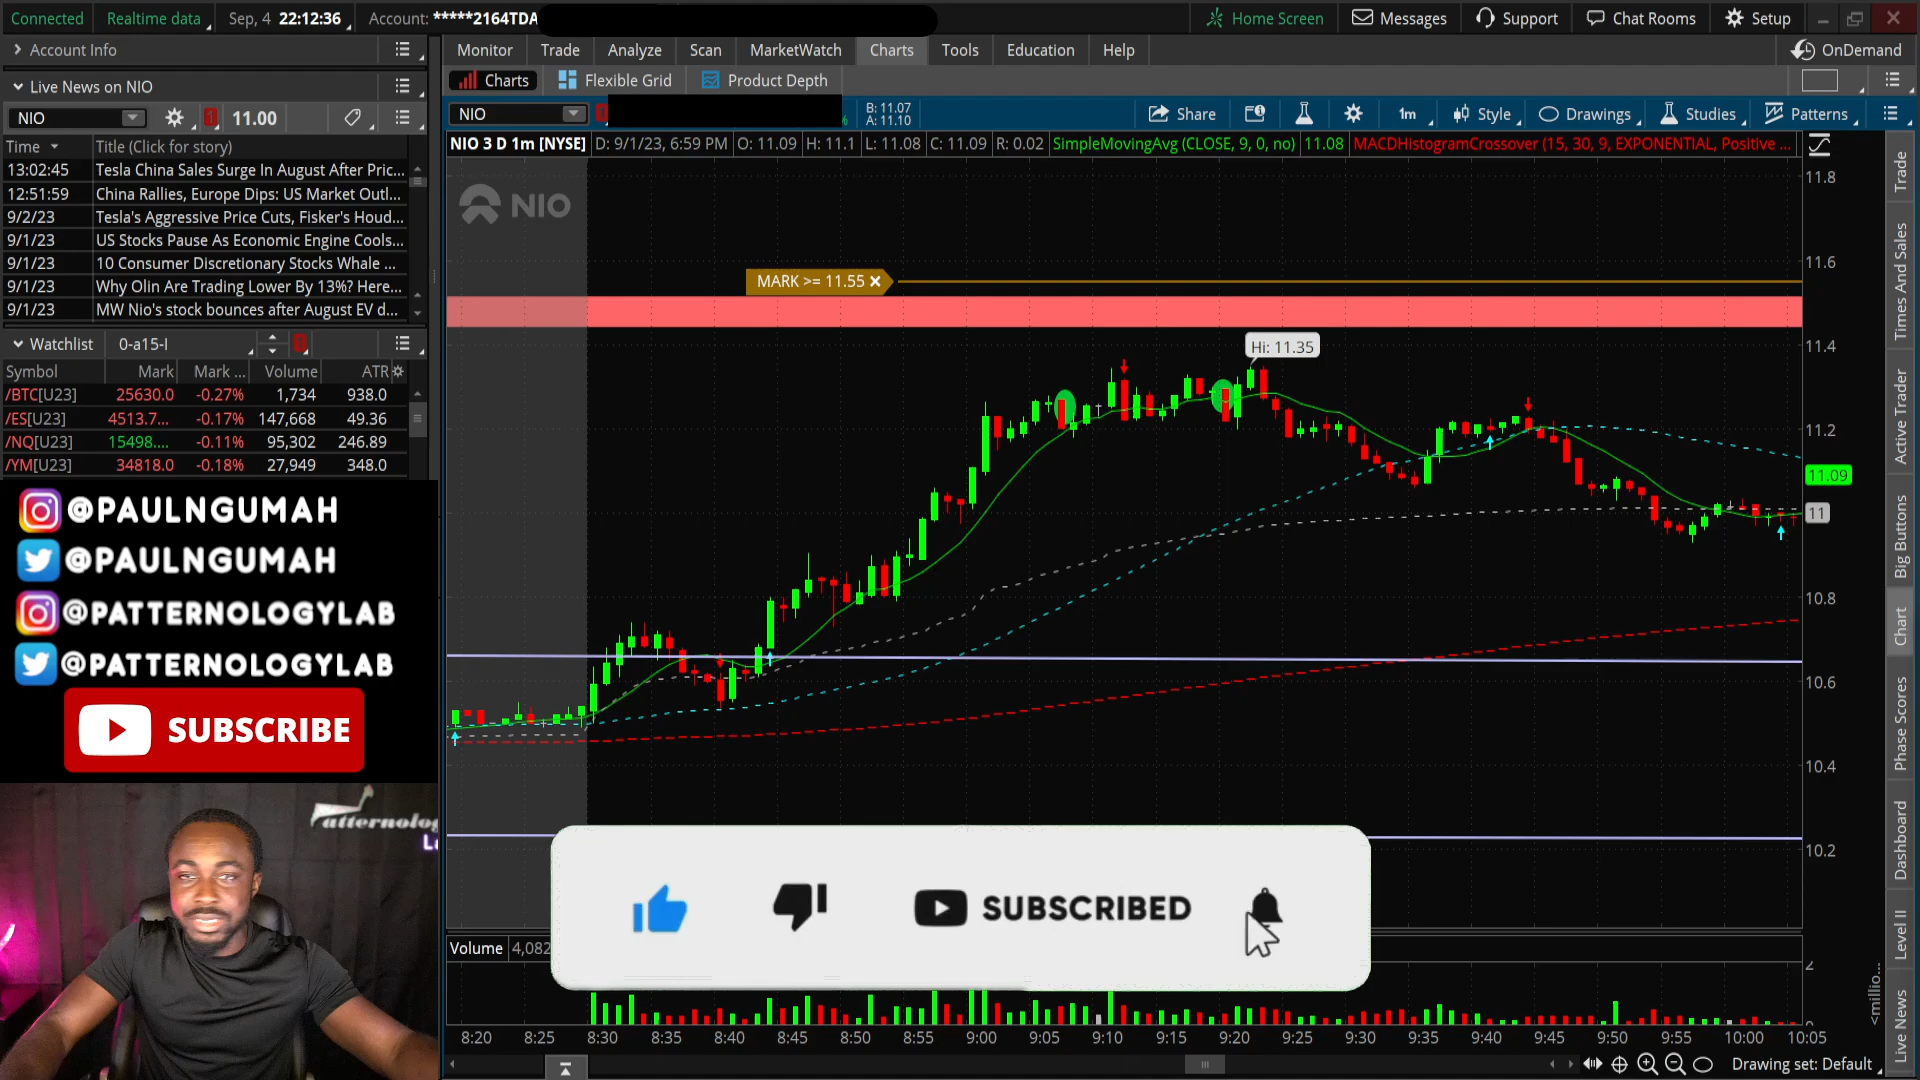 Connected Realtime data Sep, 4 22:12:36 Account: *****2164TDA Home Screen Messages Support Chat Rooms Setup
Account Info
Monitor Trade Analyze Scan MarketWatch Charts Tools Education Help OnDemand
Live News on NIO
Charts Flexible Grid Product Depth
NIO 11.00
NIO B: 11.07 A: 11.10 Share 1m Style Drawings Studies Patterns
NIO 3 D 1m [NYSE] D: 9/1/23, 6:59 PM O: 11.09 H: 11.1 L: 11.08 C: 11.09 R: 0.02 SimpleMovingAvg (CLOSE, 9, 0, no) 11.08 MACDHistogramCrossover (15, 30, 9, EXPONENTIAL, Positive ...
Time Title (Click for story)
13:02:45 Tesla China Sales Surge In August After Pric...
12:51:59 China Rallies, Europe Dips: US Market Outl...
9/2/23 Tesla's Aggressive Price Cuts, Fisker's Houd...
9/1/23 US Stocks Pause As Economic Engine Cools...
9/1/23 10 Consumer Discretionary Stocks Whale ...
9/1/23 Why Olin Are Trading Lower By 13%? Here...
9/1/23 MW Nio's stock bounces after August EV d...
Watchlist 0-a15-I
Symbol Mark Mark ... Volume ATR
/BTC[U23] 25630.0 -0.27% 1,734 938.0
/ES[U23] 4513.7... -0.17% 147,668 49.36
/NQ[U23] 15498.... -0.11% 95,302 246.89
/YM[U23] 34818.0 -0.18% 27,949 348.0
@PAULNGUMAH
@PAULNGUMAH
@PATTERNOLOGYLAB
@PATTERNOLOGYLAB
SUBSCRIBE
atternolog
NIO
MARK >= 11.55
Hi: 11.35
11.8
11.6
11.4
11.2
11.09
11
10.8
10.6
10.4
10.2
SUBSCRIBED
Volume 4,082
2
0
<millio...
8:20 8:25 8:30 8:35 8:40 8:45 8:50 8:55 9:00 9:05 9:10 9:15 9:20 9:25 9:30 9:35 9:40 9:45 9:50 9:55 10:00 10:05
Drawing set: Default
Trade
Times And Sales
Active Trader
Big Buttons
Chart
Phase Scores
Dashboard
Level II
Live News